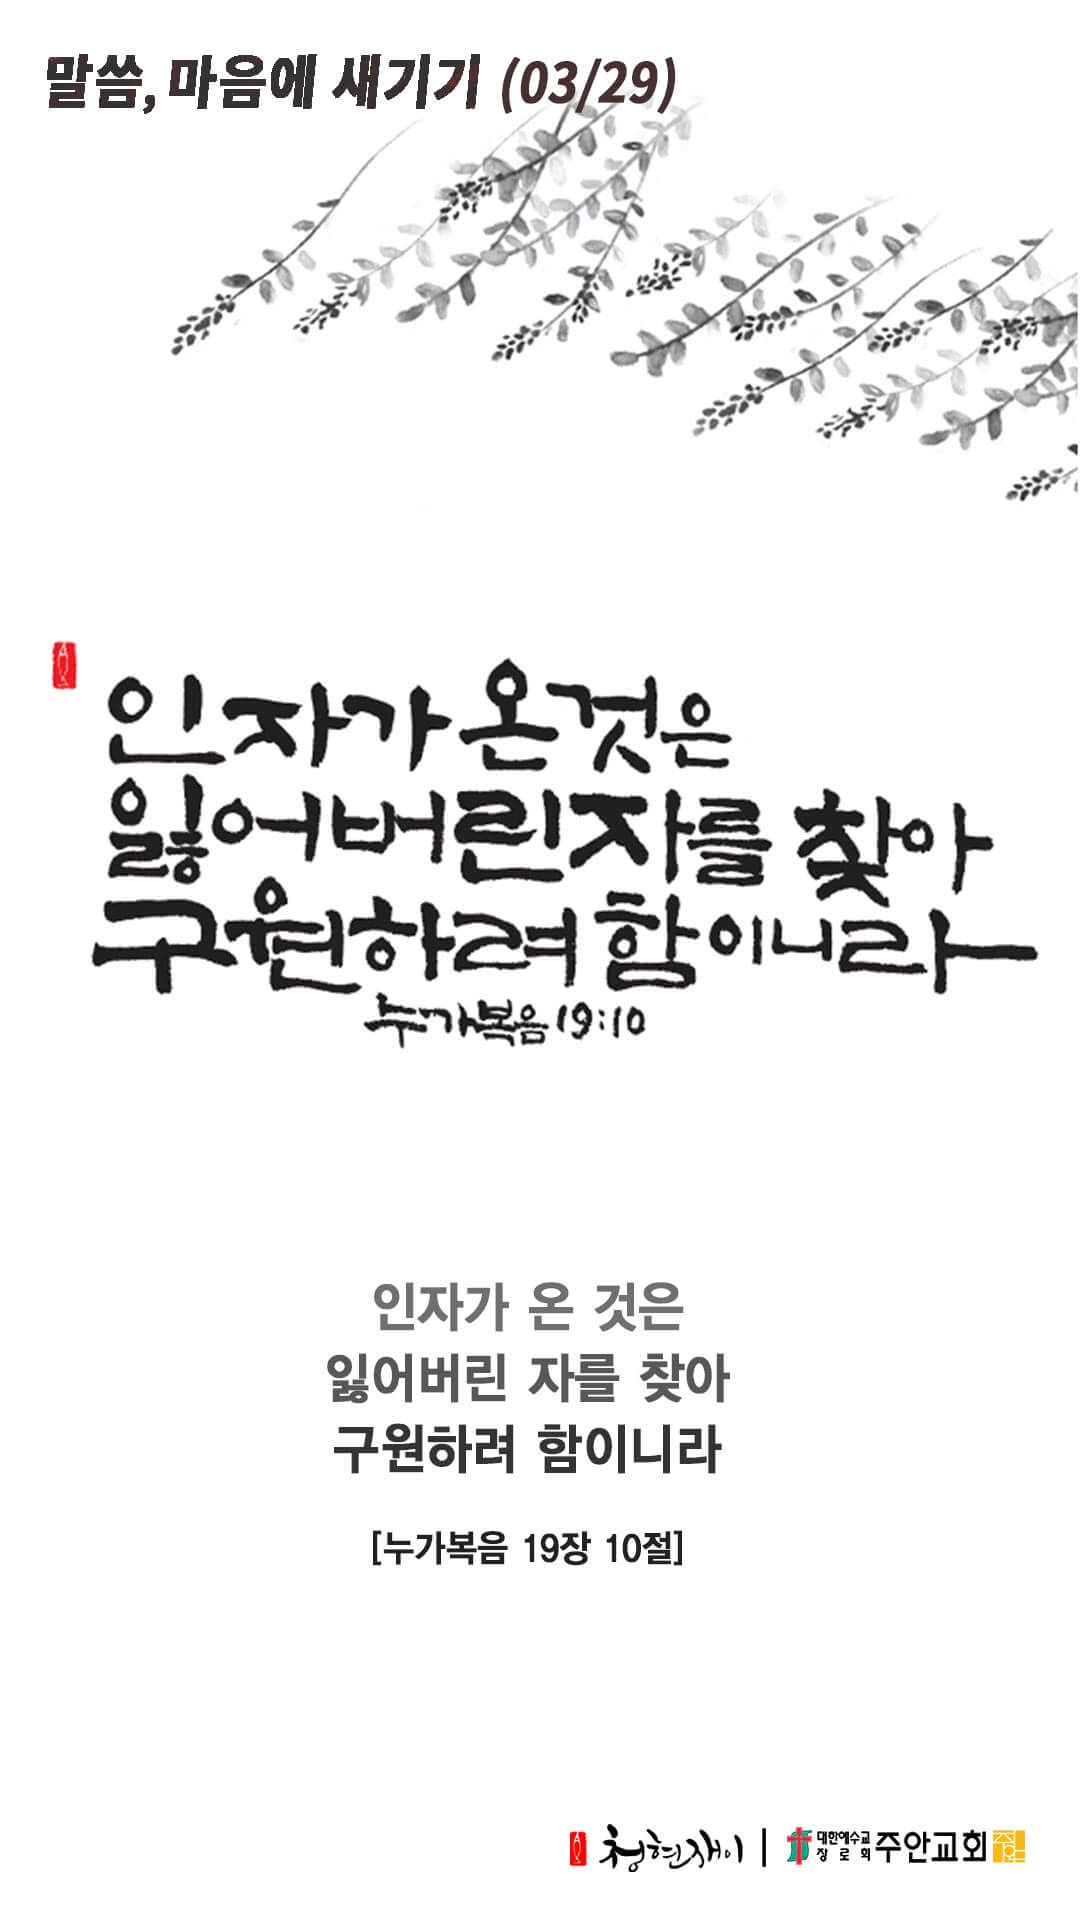 말씀, 마음에 새기기 (03/29)
인자가 온것은
잃어버린자를 찾아
구원하려 함이니라
누가복음 19:10
인자가 온 것은
잃어버린 자를 찾아
구원하려 함이니라
[누가복음 19장 10절]
청현재이 | 대한예수교 장로회 주안교회